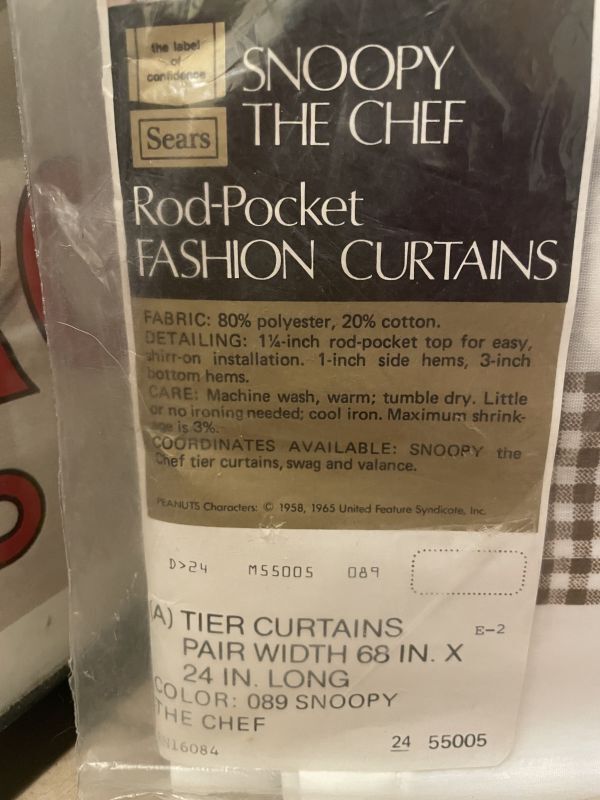 the label
of
confidence
Sears
SNOOPY
THE CHEF
Rod-Pocket
FASHION CURTAINS
FABRIC: 80% polyester, 20% cotton.
DETAILING: 1¼-inch rod-pocket top for easy,
shirr-on installation. 1-inch side hems, 3-inch
bottom hems.
CARE: Machine wash, warm; tumble dry. Little
or no ironing needed; cool iron. Maximum shrink-
age is 3%.
COORDINATES AVAILABLE: SNOOPY the
Chef tier curtains, swag and valance.
PEANUTS Characters: © 1958, 1965 United Feature Syndicate, Inc.
D>24 M55005 089
(A) TIER CURTAINS E-2
PAIR WIDTH 68 IN. X
24 IN. LONG
COLOR: 089 SNOOPY
THE CHEF
16084 24 55005